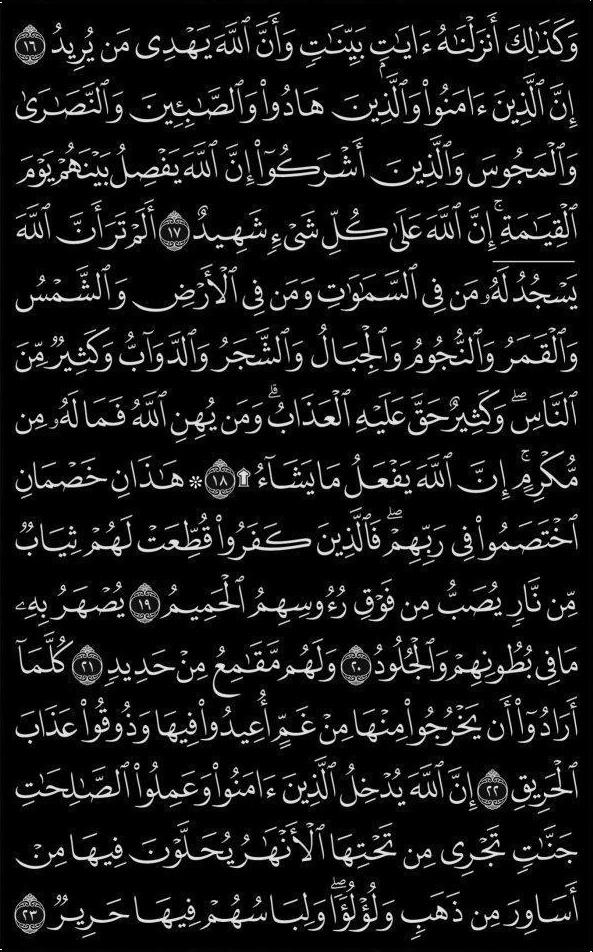 وَكَذَٰلِكَ أَنزَلْنَٰهُ ءَايَٰتٍۭ بَيِّنَٰتٍ وَأَنَّ ٱللَّهَ يَهْدِى مَن يُرِيدُ ١٦
إِنَّ ٱلَّذِينَ ءَامَنُوا۟ وَٱلَّذِينَ هَادُوا۟ وَٱلصَّٰبِـِٔينَ وَٱلنَّصَٰرَىٰ
وَٱلْمَجُوسَ وَٱلَّذِينَ أَشْرَكُوٓا۟ إِنَّ ٱللَّهَ يَفْصِلُ بَيْنَهُمْ يَوْمَ
ٱلْقِيَٰمَةِ ۚ إِنَّ ٱللَّهَ عَلَىٰ كُلِّ شَىْءٍ شَهِيدٌ ١٧ أَلَمْ تَرَ أَنَّ ٱللَّهَ
يَسْجُدُ لَهُۥ مَن فِى ٱلسَّمَٰوَٰتِ وَمَن فِى ٱلْأَرْضِ وَٱلشَّمْسُ
وَٱلْقَمَرُ وَٱلنُّجُومُ وَٱلْجِبَالُ وَٱلشَّجَرُ وَٱلدَّوَآبُّ وَكَثِيرٌ مِّنَ
ٱلنَّاسِ ۖ وَكَثِيرٌ حَقَّ عَلَيْهِ ٱلْعَذَابُ ۗ وَمَن يُهِنِ ٱللَّهُ فَمَا لَهُۥ مِن
مُّكْرِمٍ ۚ إِنَّ ٱللَّهَ يَفْعَلُ مَا يَشَآءُ ۩ ١٨ * هَٰذَانِ خَصْمَانِ
ٱخْتَصَمُوا۟ فِى رَبِّهِمْ ۖ فَٱلَّذِينَ كَفَرُوا۟ قُطِّعَتْ لَهُمْ ثِيَابٌ
مِّن نَّارٍ يُصَبُّ مِن فَوْقِ رُءُوسِهِمُ ٱلْحَمِيمُ ١٩ يُصْهَرُ بِهِۦ
مَا فِى بُطُونِهِمْ وَٱلْجُلُودُ ٢٠ وَلَهُم مَّقَٰمِعُ مِنْ حَدِيدٍ ٢١ كُلَّمَآ
أَرَادُوٓا۟ أَن يَخْرُجُوا۟ مِنْهَا مِنْ غَمٍّ أُعِيدُوا۟ فِيهَا وَذُوقُوا۟ عَذَابَ
ٱلْحَرِيقِ ٢٢ إِنَّ ٱللَّهَ يُدْخِلُ ٱلَّذِينَ ءَامَنُوا۟ وَعَمِلُوا۟ ٱلصَّٰلِحَٰتِ
جَنَّٰتٍ تَجْرِى مِن تَحْتِهَا ٱلْأَنْهَٰرُ يُحَلَّوْنَ فِيهَا مِنْ
أَسَاوِرَ مِن ذَهَبٍ وَلُؤْلُؤًا ۖ وَلِبَاسُهُمْ فِيهَا حَرِيرٌ ٢٣